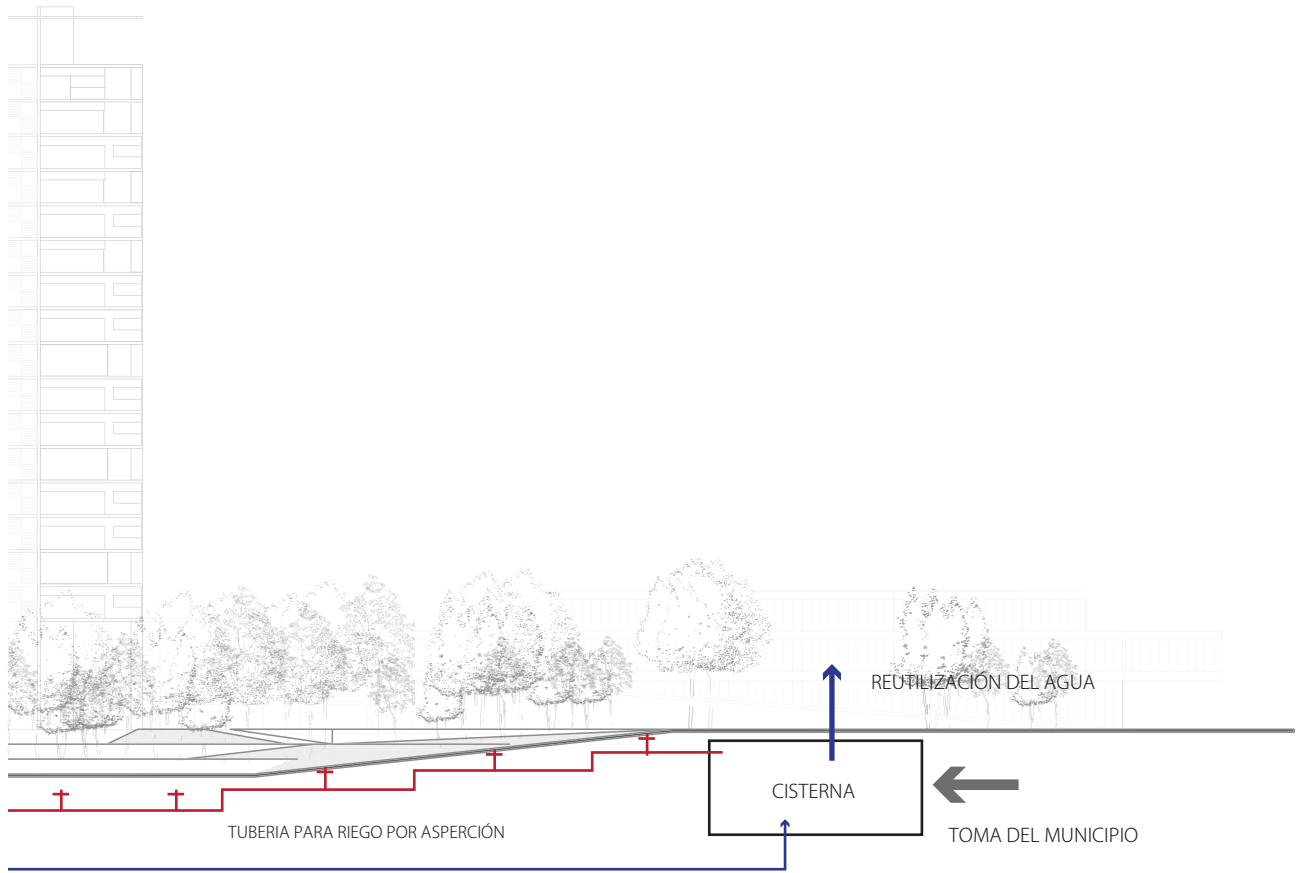 REUTILIZACIÓN DEL AGUA
CISTERNA
TUBERIA PARA RIEGO POR ASPERCIÓN
TOMA DEL MUNICIPIO